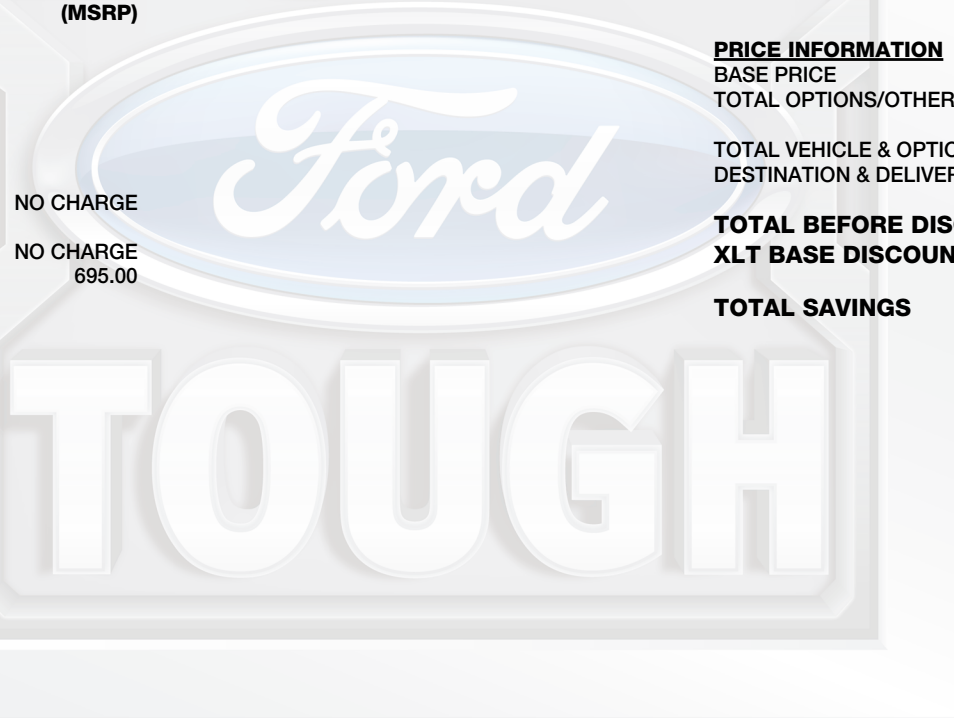 (MSRP)
NO CHARGE
NO CHARGE
695.00
PRICE INFORMATION
BASE PRICE
TOTAL OPTIONS/OTHER
TOTAL VEHICLE & OPTIO
DESTINATION & DELIVER
TOTAL BEFORE DIS
XLT BASE DISCOUN
TOTAL SAVINGS
Ford
TOUGH